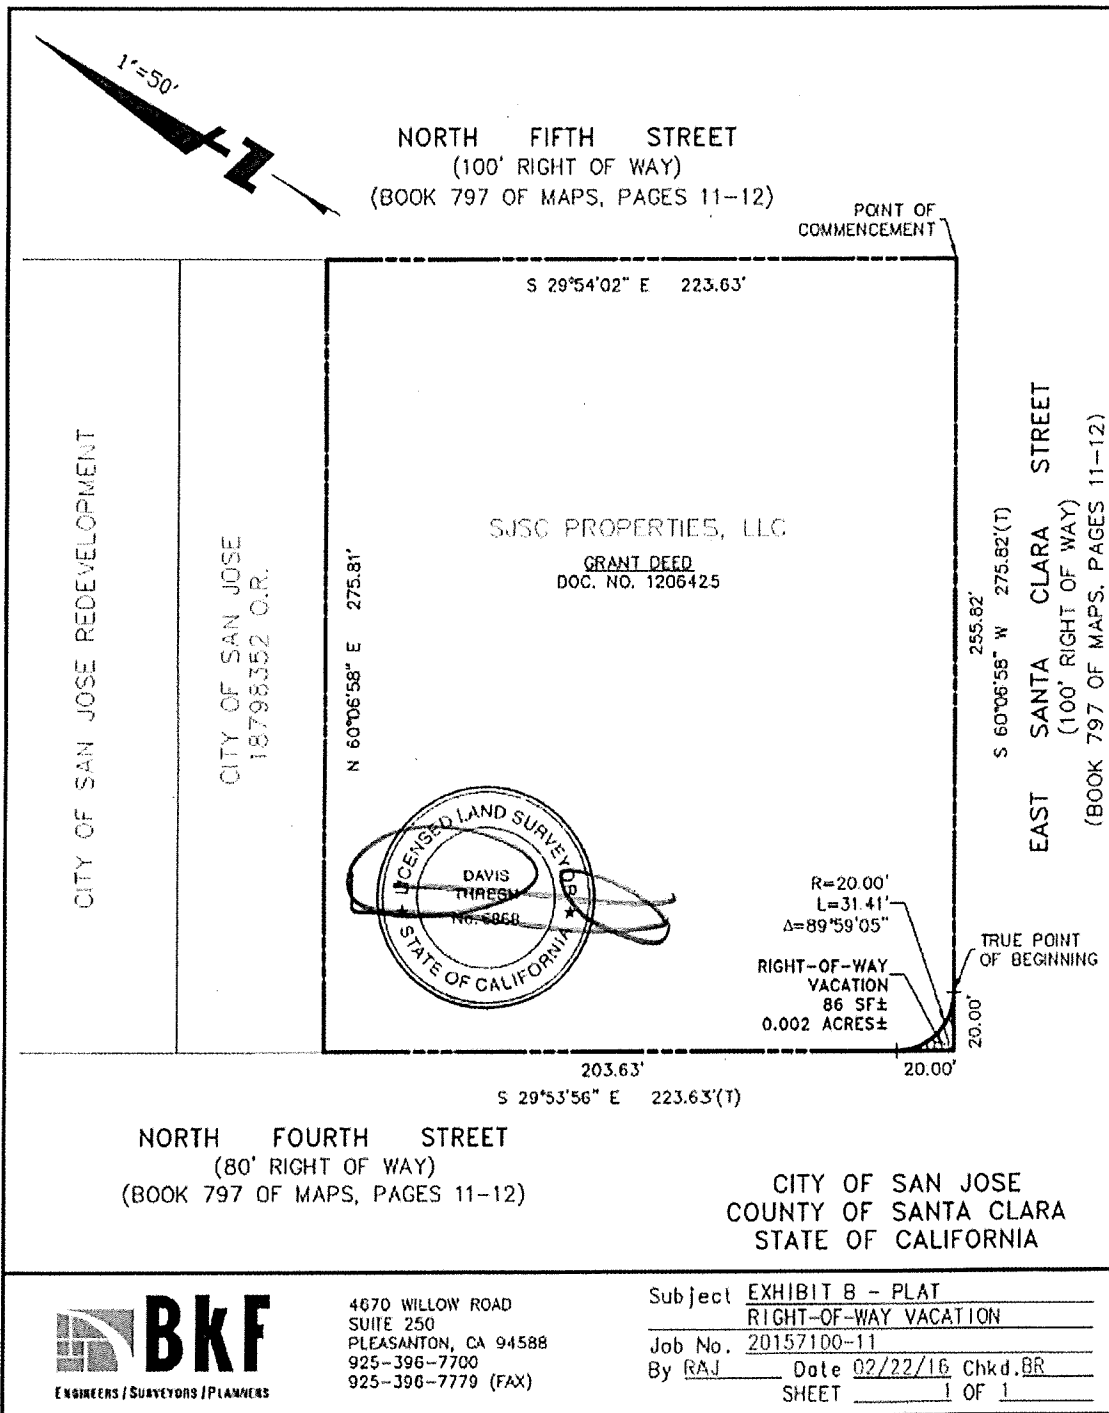 1"=50'
Z
NORTH FIFTH STREET
(100' RIGHT OF WAY)
(BOOK 797 OF MAPS, PAGES 11-12)
POINT OF
COMMENCEMENT
S 29°54'02" E 223.63'
CITY OF SAN JOSE REDEVELOPMENT
CITY OF SAN JOSE
18798352 O.R.
N 60°06'58" E 275.81'
SJSC PROPERTIES, LLC
GRANT DEED
DOC. NO. 1206425
255.82'
S 60°06'58" W 275.82'(T)
EAST SANTA CLARA STREET
(100' RIGHT OF WAY)
(BOOK 797 OF MAPS, PAGES 11-12)
LICENSED LAND SURVEYOR
DAVIS
THRESH
No. 6868
STATE OF CALIFORNIA
R=20.00'
L=31.41'
Δ=89°59'05"
TRUE POINT
OF BEGINNING
RIGHT-OF-WAY
VACATION
86 SF±
0.002 ACRES±
20.00'
203.63'
20.00'
S 29°53'56" E 223.63'(T)
NORTH FOURTH STREET
(80' RIGHT OF WAY)
(BOOK 797 OF MAPS, PAGES 11-12)
CITY OF SAN JOSE
COUNTY OF SANTA CLARA
STATE OF CALIFORNIA
BKF
ENGINEERS / SURVEYORS / PLANNERS
4670 WILLOW ROAD
SUITE 250
PLEASANTON, CA 94588
925-396-7700
925-396-7779 (FAX)
Subject EXHIBIT B - PLAT
RIGHT-OF-WAY VACATION
Job No. 20157100-11
By RAJ Date 02/22/16 Chkd.BR
SHEET 1 OF 1